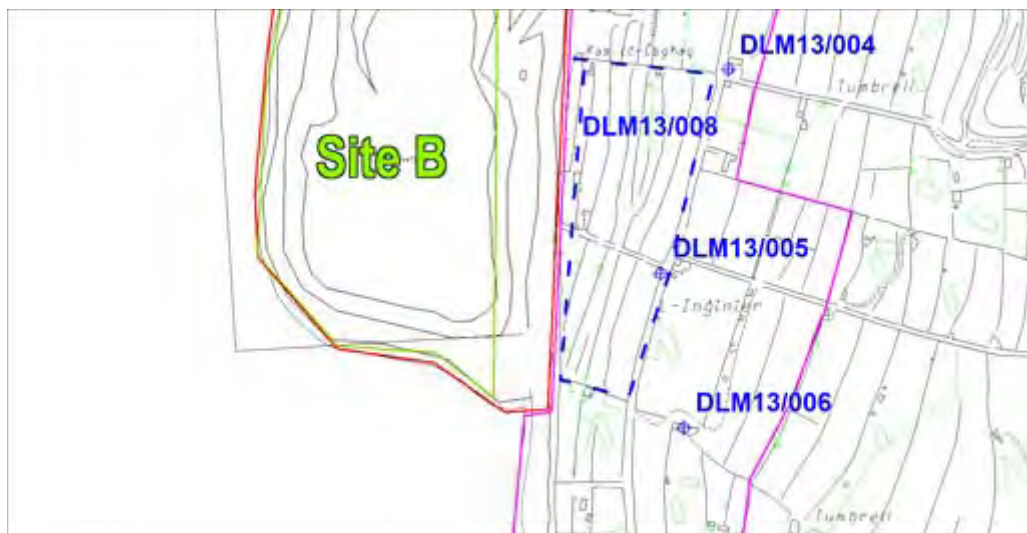 DLM13/004
Tumbrell
DLM13/008
Site B
DLM13/005
-Inginier
DLM13/006
Tumbrell